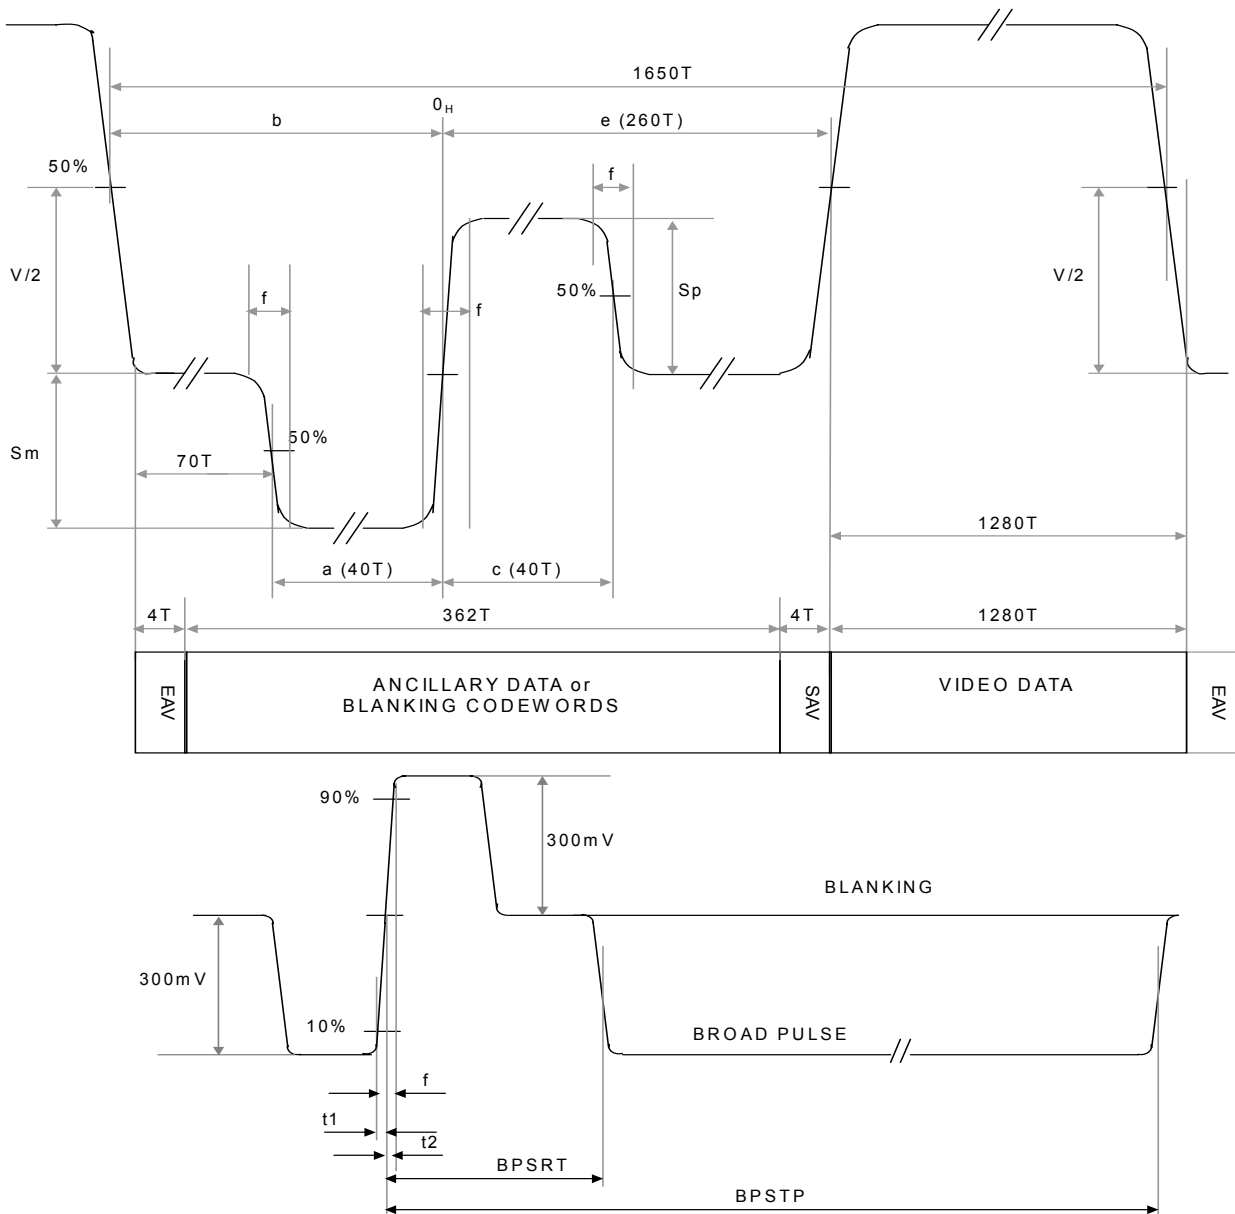 1650T
0H
b
e (260T)
50%
f
V/2
f
f
50%
Sp
V/2
50%
Sm
70T
1280T
a (40T)
c (40T)
4T
362T
4T
1280T
EAV
ANCILLARY DATA or
BLANKING CODEWORDS
SAV
VIDEO DATA
EAV
90%
300mV
BLANKING
300mV
10%
BROAD PULSE
f
t1
t2
BPSRT
BPSTP